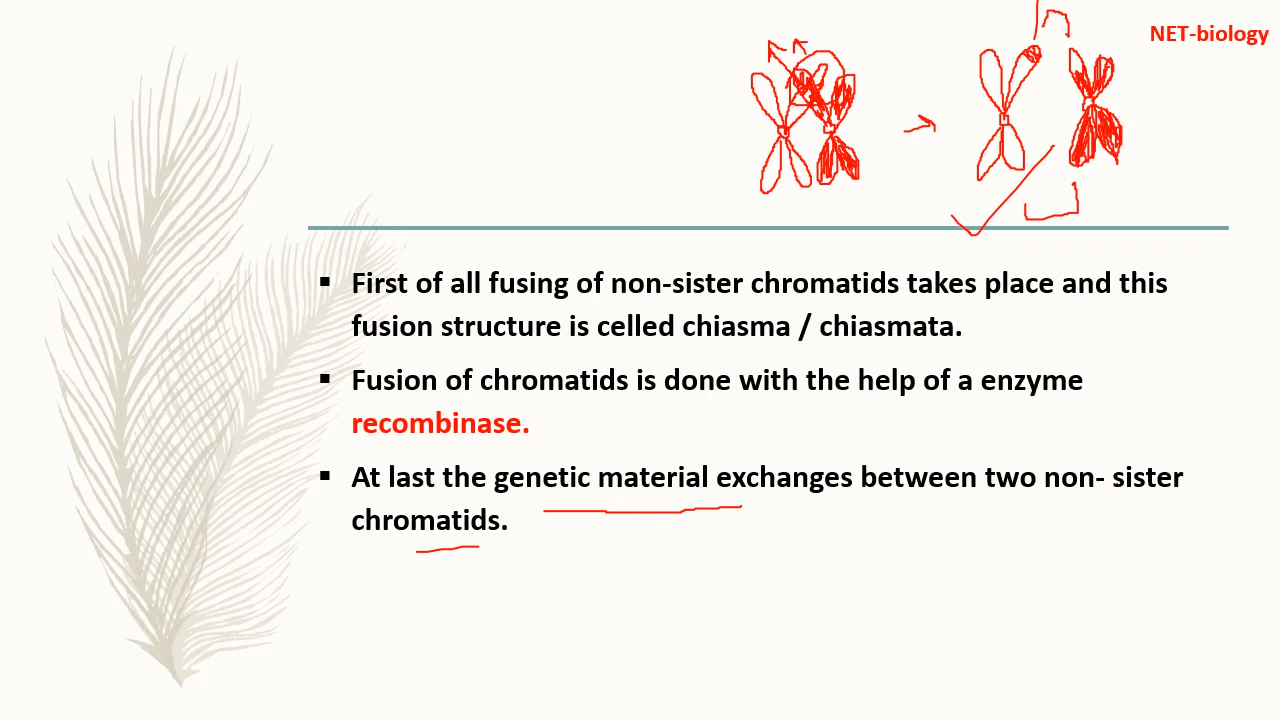 NET-biology
▪ First of all fusing of non-sister chromatids takes place and this
fusion structure is celled chiasma / chiasmata.
▪ Fusion of chromatids is done with the help of a enzyme
recombinase.
▪ At last the genetic material exchanges between two non- sister
chromatids.